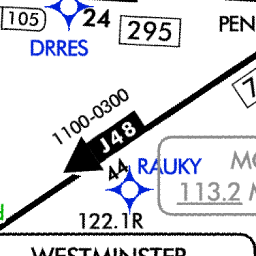 105
24
295
PEN
DRRES
1100-0300
J48
44
RAUKY
113.2
122.1R
WESTMINSTER